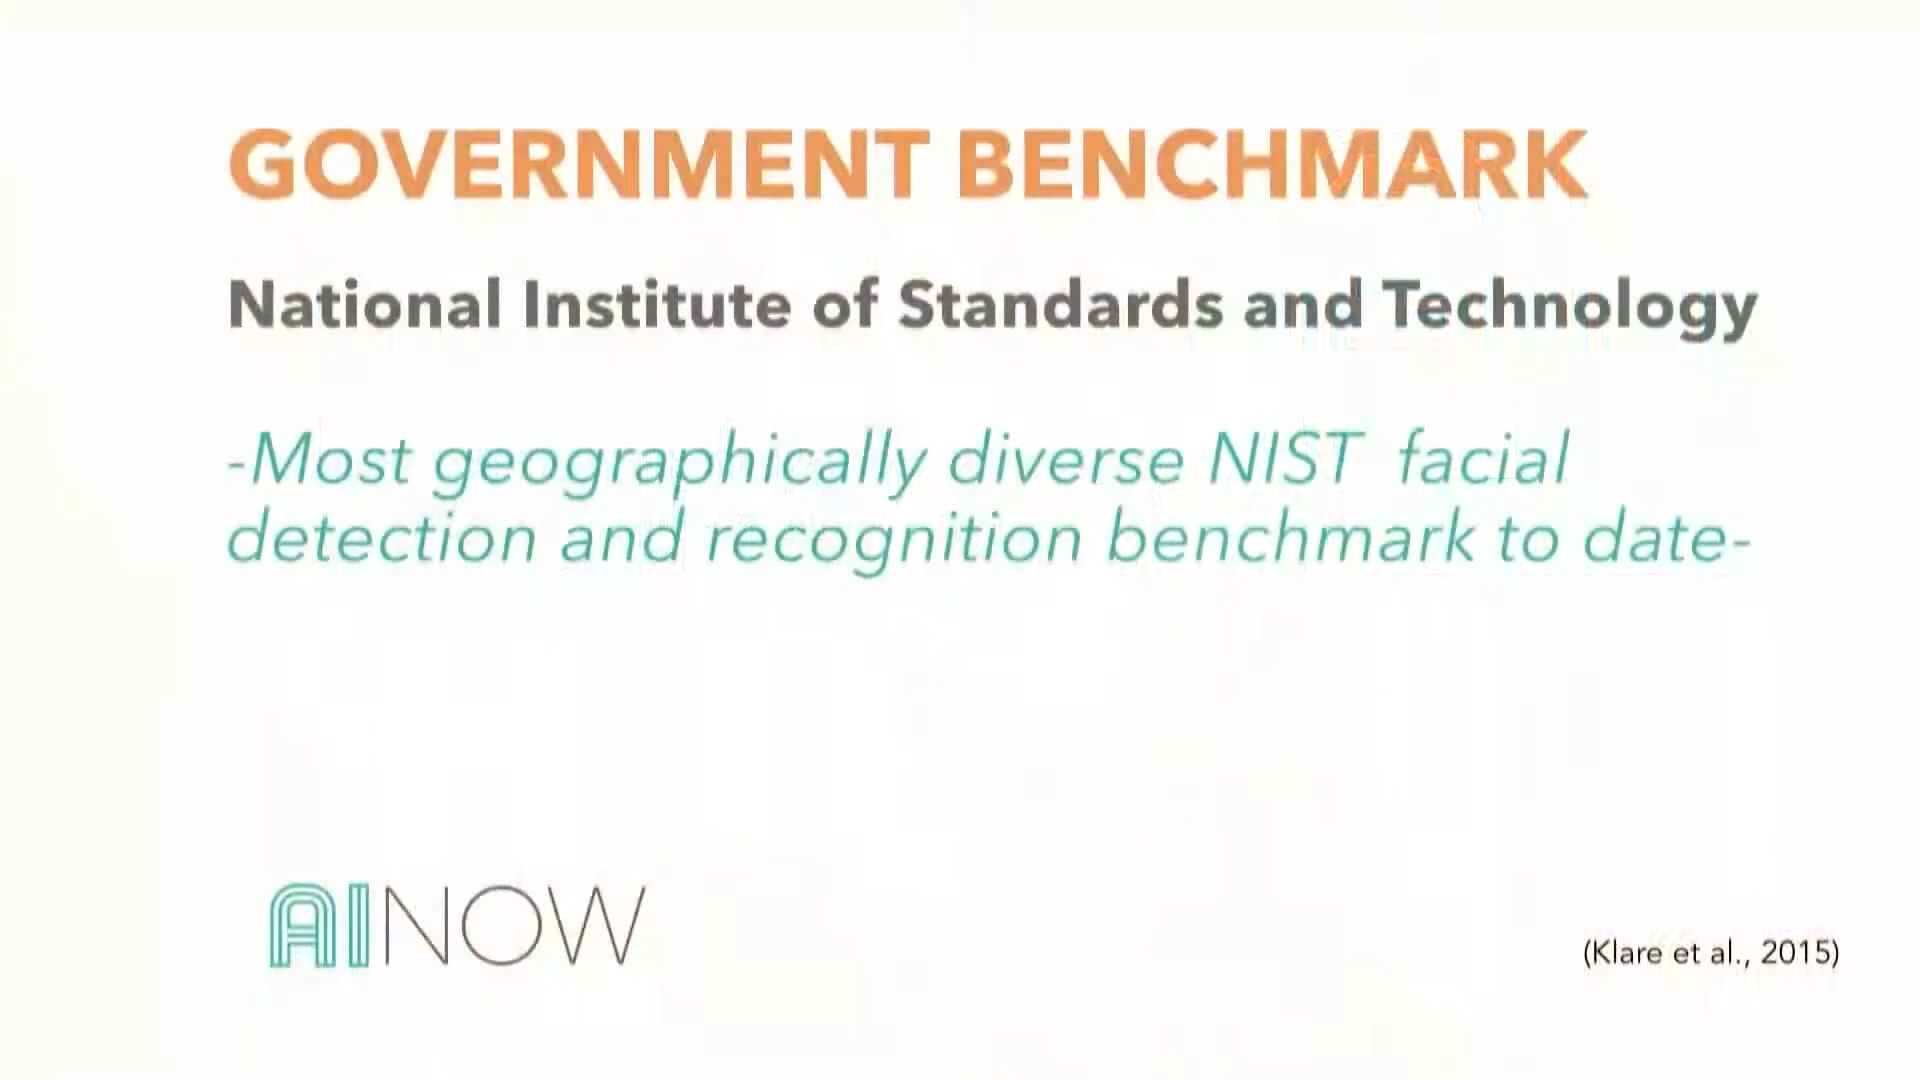 GOVERNMENT BENCHMARK
National Institute of Standards and Technology
-Most geographically diverse NIST facial
detection and recognition benchmark to date-
AINOW
(Klare et al., 2015)